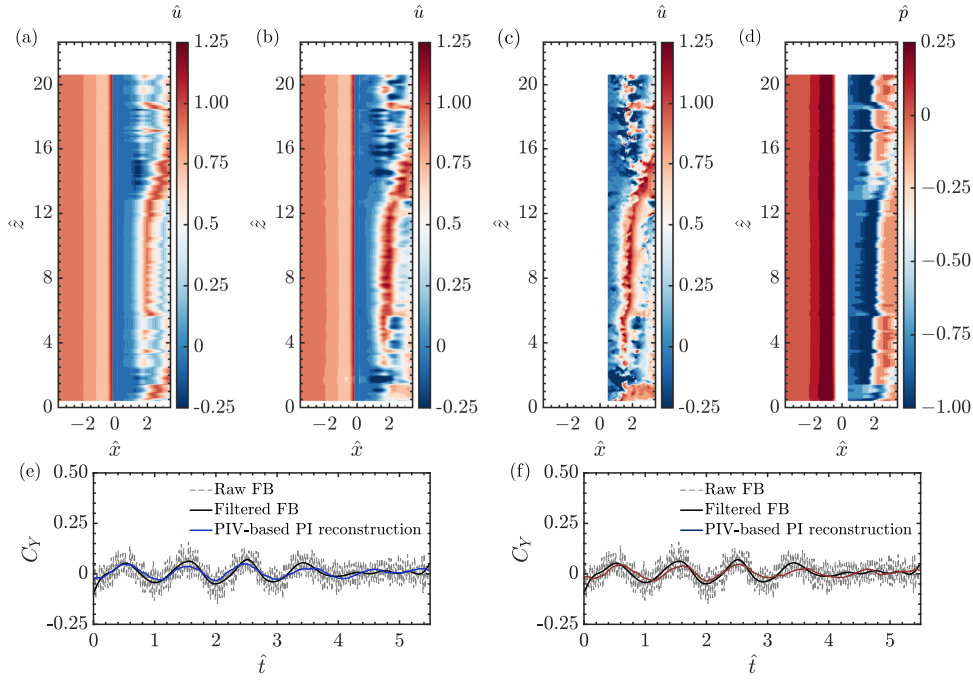 û û û p̂
(a) (b) (c) (d)
1.25 1.25 1.25 0.25
20 20 20 20
1.00 1.00 1.00 0
16 16 16 16
0.75 0.75 0.75 −0.25
12 12 12 12
ẑ ẑ ẑ ẑ
0.5 0.5 0.5 −0.50
8 8 8 8
0.25 0.25 0.25
−0.75
4 4 4 4
0 0 0
0 0 0 0
-0.25 -0.25 -0.25 −1.00
−2 0 2 −2 0 2 −2 0 2 −2 0 2
x̂ x̂ x̂ x̂
(e) 0.50 (f) 0.50
Raw FB Raw FB
Filtered FB Filtered FB
0.25 0.25
PIV-based PI reconstruction PIV-based PI reconstruction
C_Y C_Y
0 0
-0.25 -0.25
0 1 2 3 4 5 0 1 2 3 4 5
t̂ t̂